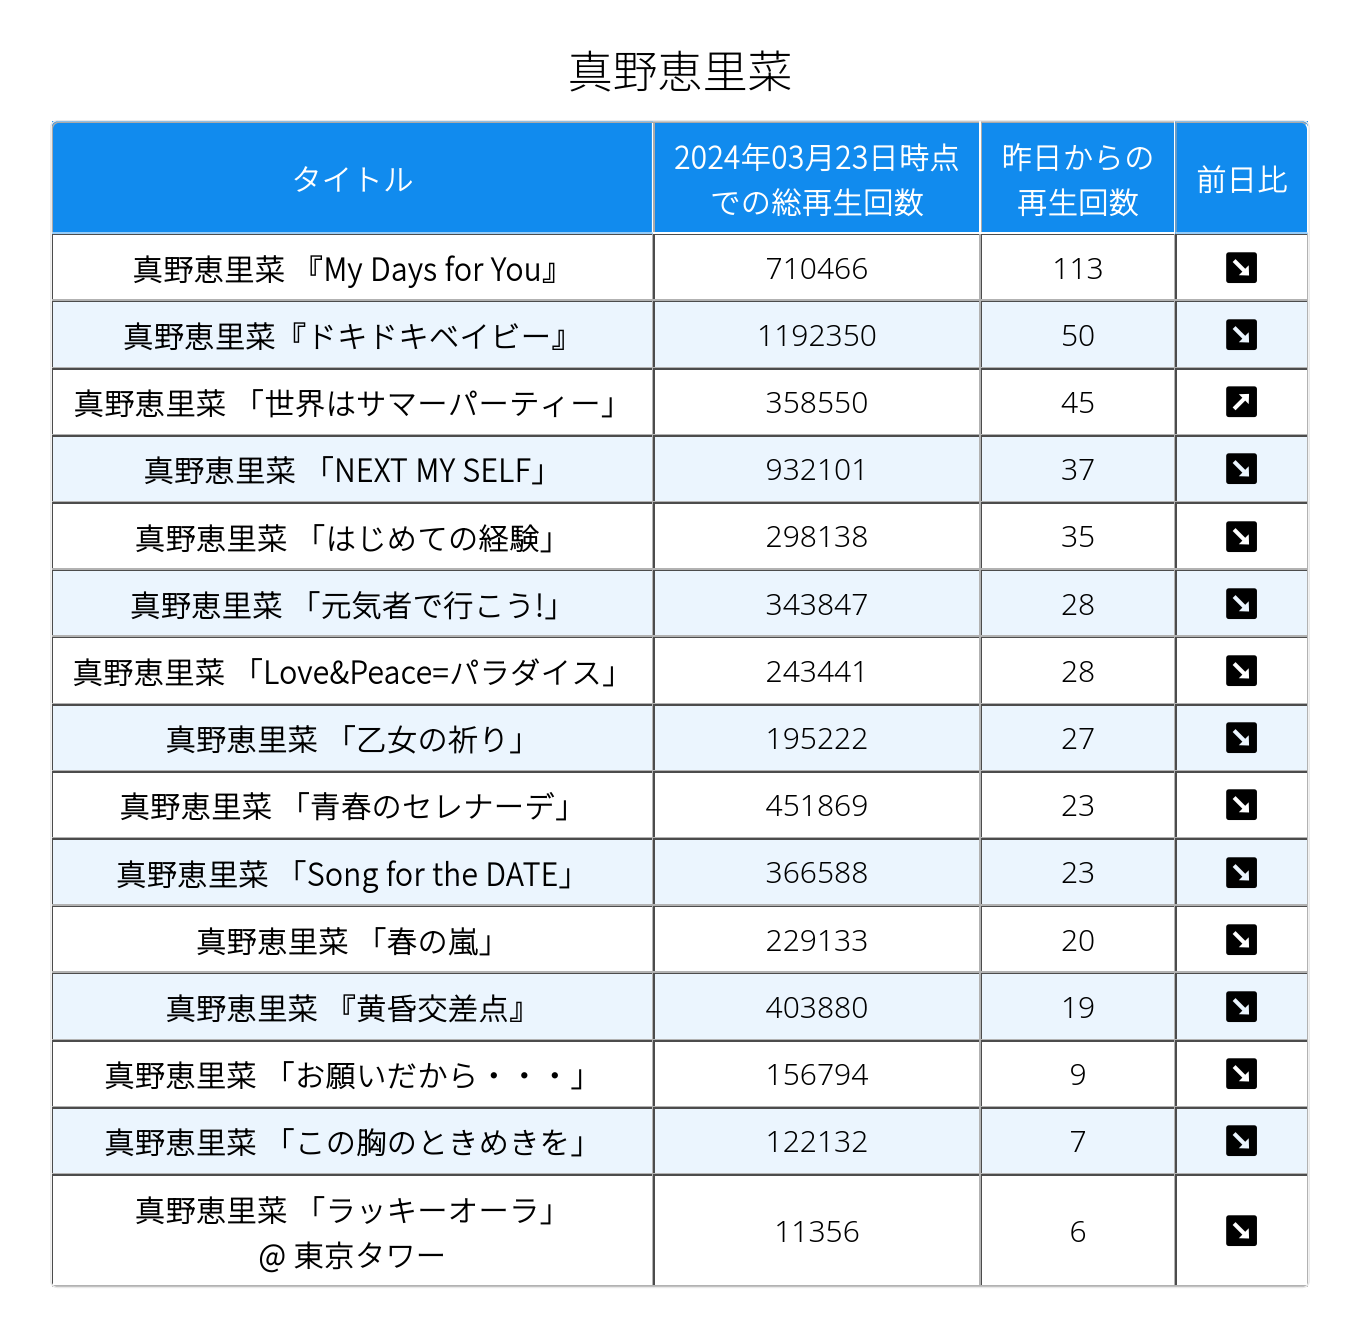 真野恵里菜
タイトル
2024年03月23日時点
での総再生回数
昨日からの
再生回数
前日比
真野恵里菜 『My Days for You』 710466 113 ↘
真野恵里菜『ドキドキベイビー』 1192350 50 ↘
真野恵里菜 「世界はサマーパーティー」 358550 45 ↗
真野恵里菜 「NEXT MY SELF」 932101 37 ↘
真野恵里菜 「はじめての経験」 298138 35 ↘
真野恵里菜 「元気者で行こう!」 343847 28 ↘
真野恵里菜 「Love&Peace=パラダイス」 243441 28 ↘
真野恵里菜 「乙女の祈り」 195222 27 ↘
真野恵里菜 「青春のセレナーデ」 451869 23 ↘
真野恵里菜 「Song for the DATE」 366588 23 ↘
真野恵里菜 「春の嵐」 229133 20 ↘
真野恵里菜 『黄昏交差点』 403880 19 ↘
真野恵里菜 「お願いだから・・・」 156794 9 ↘
真野恵里菜 「この胸のときめきを」 122132 7 ↘
真野恵里菜 「ラッキーオーラ」
@ 東京タワー
11356 6 ↘